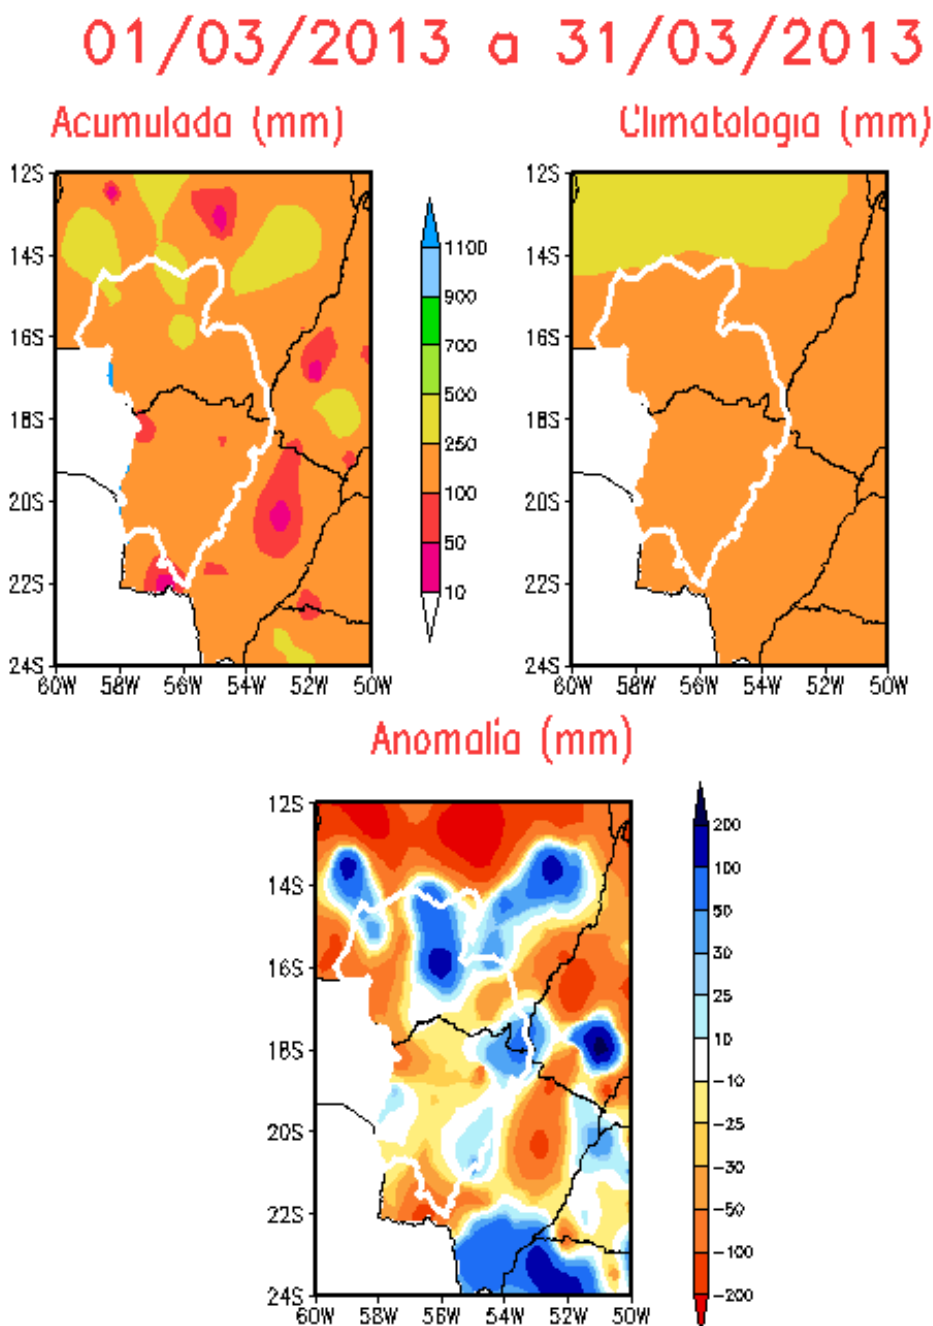 01/03/2013 a 31/03/2013
Acumulada (mm)
Climatologia (mm)
12S
14S
16S
18S
20S
22S
24S
60W 58W 56W 54W 52W 50W
1100
900
700
500
250
100
50
10
12S
14S
16S
18S
20S
22S
24S
60W 58W 56W 54W 52W 50W
Anomalia (mm)
12S
14S
16S
18S
20S
22S
24S
60W 58W 56W 54W 52W 50W
200
100
50
30
25
10
-10
-25
-30
-50
-100
-200